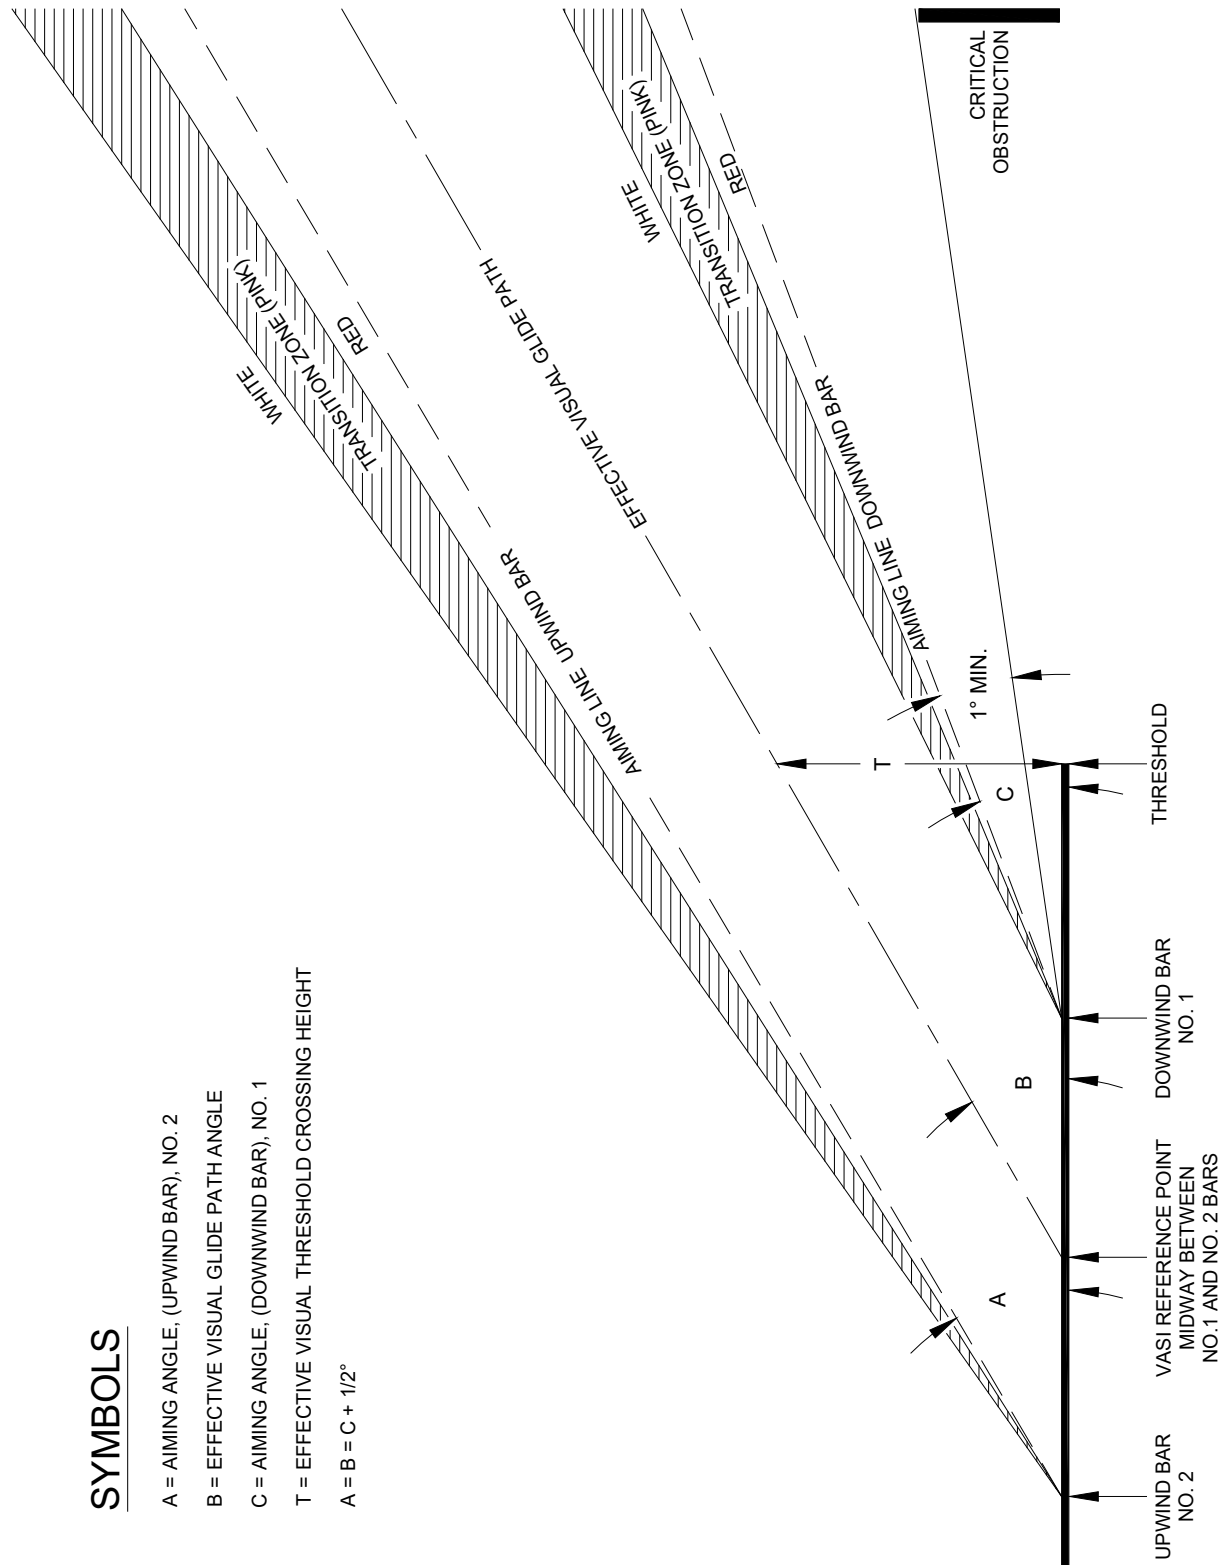 SYMBOLS
A = AIMING ANGLE, (UPWIND BAR), NO. 2
B = EFFECTIVE VISUAL GLIDE PATH ANGLE
C = AIMING ANGLE, (DOWNWIND BAR), NO. 1
T = EFFECTIVE VISUAL THRESHOLD CROSSING HEIGHT
A = B = C + 1/2°
WHITE
TRANSITION ZONE (PINK)
RED
AIMING LINE UPWIND BAR
EFFECTIVE VISUAL GLIDE PATH
WHITE
TRANSITION ZONE (PINK)
RED
AIMING LINE DOWNWIND BAR
CRITICAL
OBSTRUCTION
1° MIN.
T
C
B
A
UPWIND BAR
NO. 2
VASI REFERENCE POINT
MIDWAY BETWEEN
NO.1 AND NO. 2 BARS
DOWNWIND BAR
NO. 1
THRESHOLD